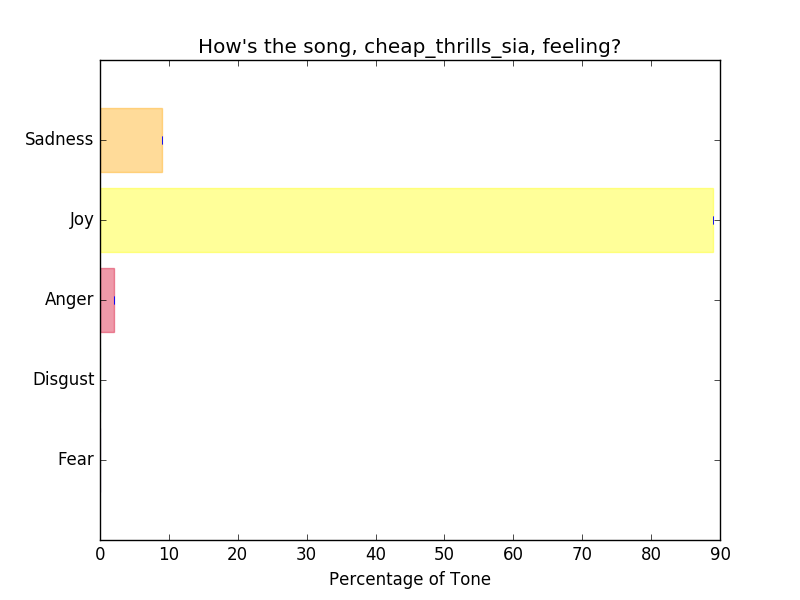 How's the song, cheap_thrills_sia, feeling?
Sadness
Joy
Anger
Disgust
Fear
0 10 20 30 40 50 60 70 80 90
Percentage of Tone